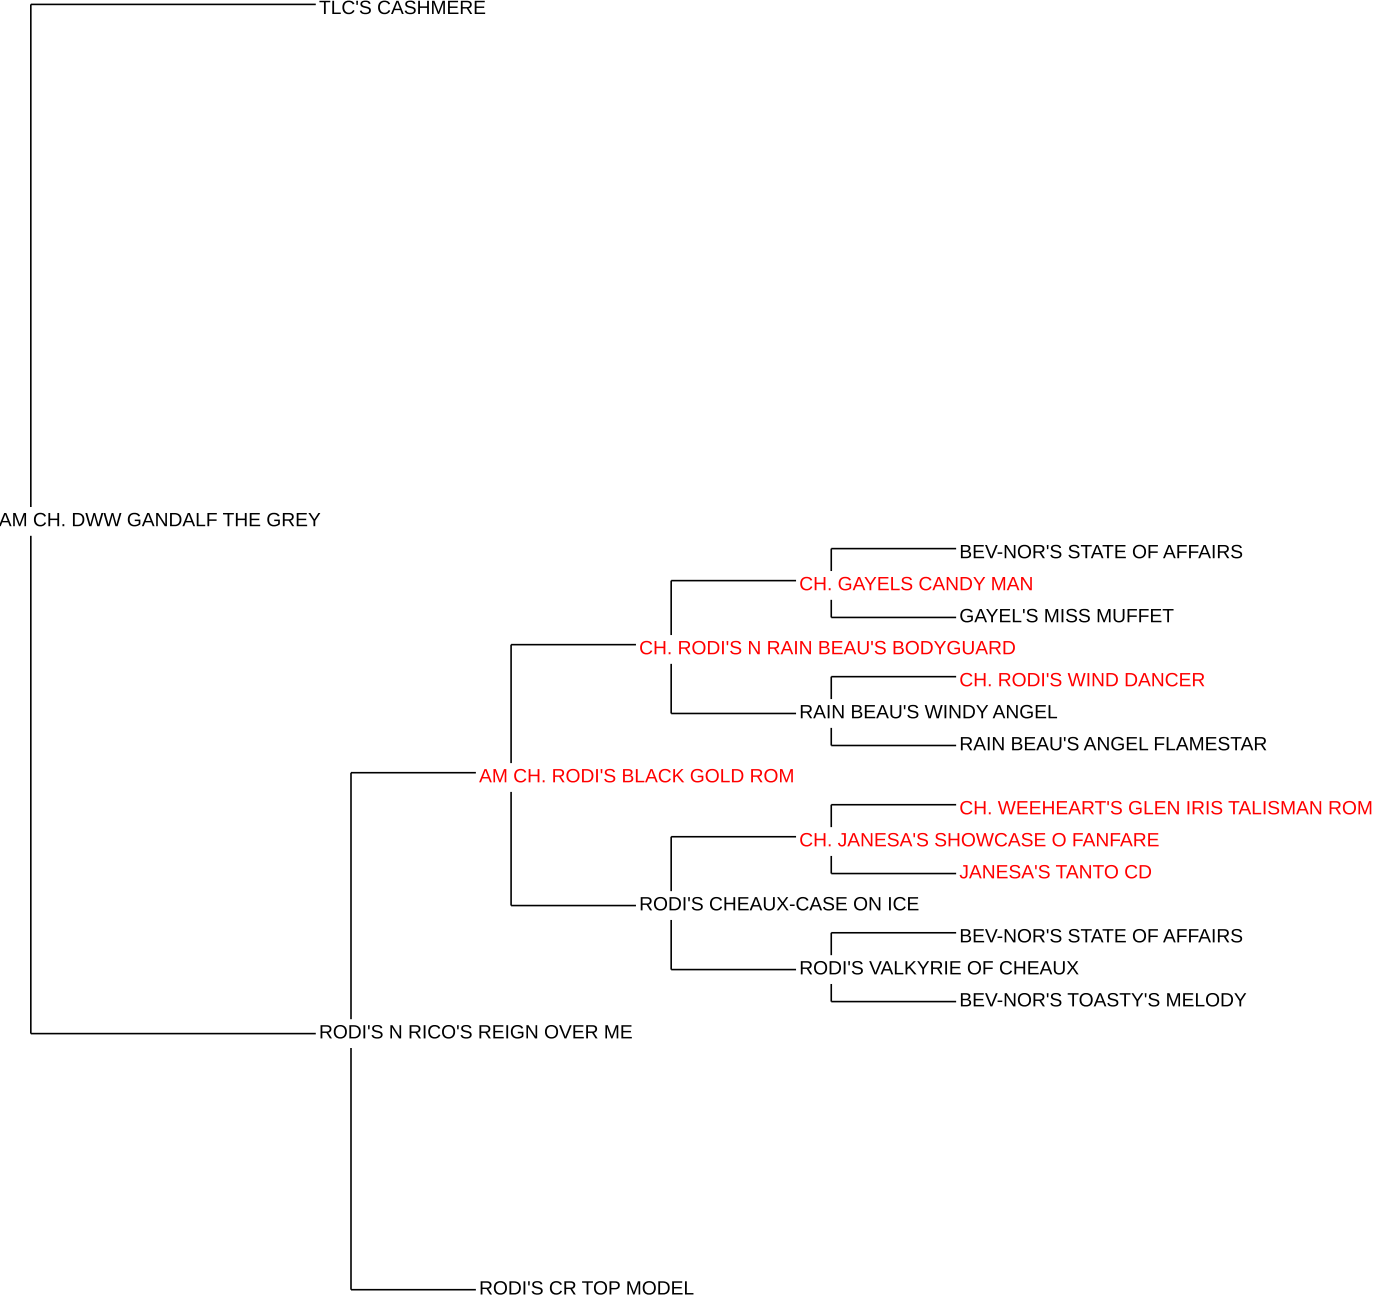 TLC'S CASHMERE
AM CH. DWW GANDALF THE GREY
BEV-NOR'S STATE OF AFFAIRS
CH. GAYELS CANDY MAN
GAYEL'S MISS MUFFET
CH. RODI'S N RAIN BEAU'S BODYGUARD
CH. RODI'S WIND DANCER
RAIN BEAU'S WINDY ANGEL
RAIN BEAU'S ANGEL FLAMESTAR
AM CH. RODI'S BLACK GOLD ROM
CH. WEEHEART'S GLEN IRIS TALISMAN ROM
CH. JANESA'S SHOWCASE O FANFARE
JANESA'S TANTO CD
RODI'S CHEAUX-CASE ON ICE
BEV-NOR'S STATE OF AFFAIRS
RODI'S VALKYRIE OF CHEAUX
BEV-NOR'S TOASTY'S MELODY
RODI'S N RICO'S REIGN OVER ME
RODI'S CR TOP MODEL